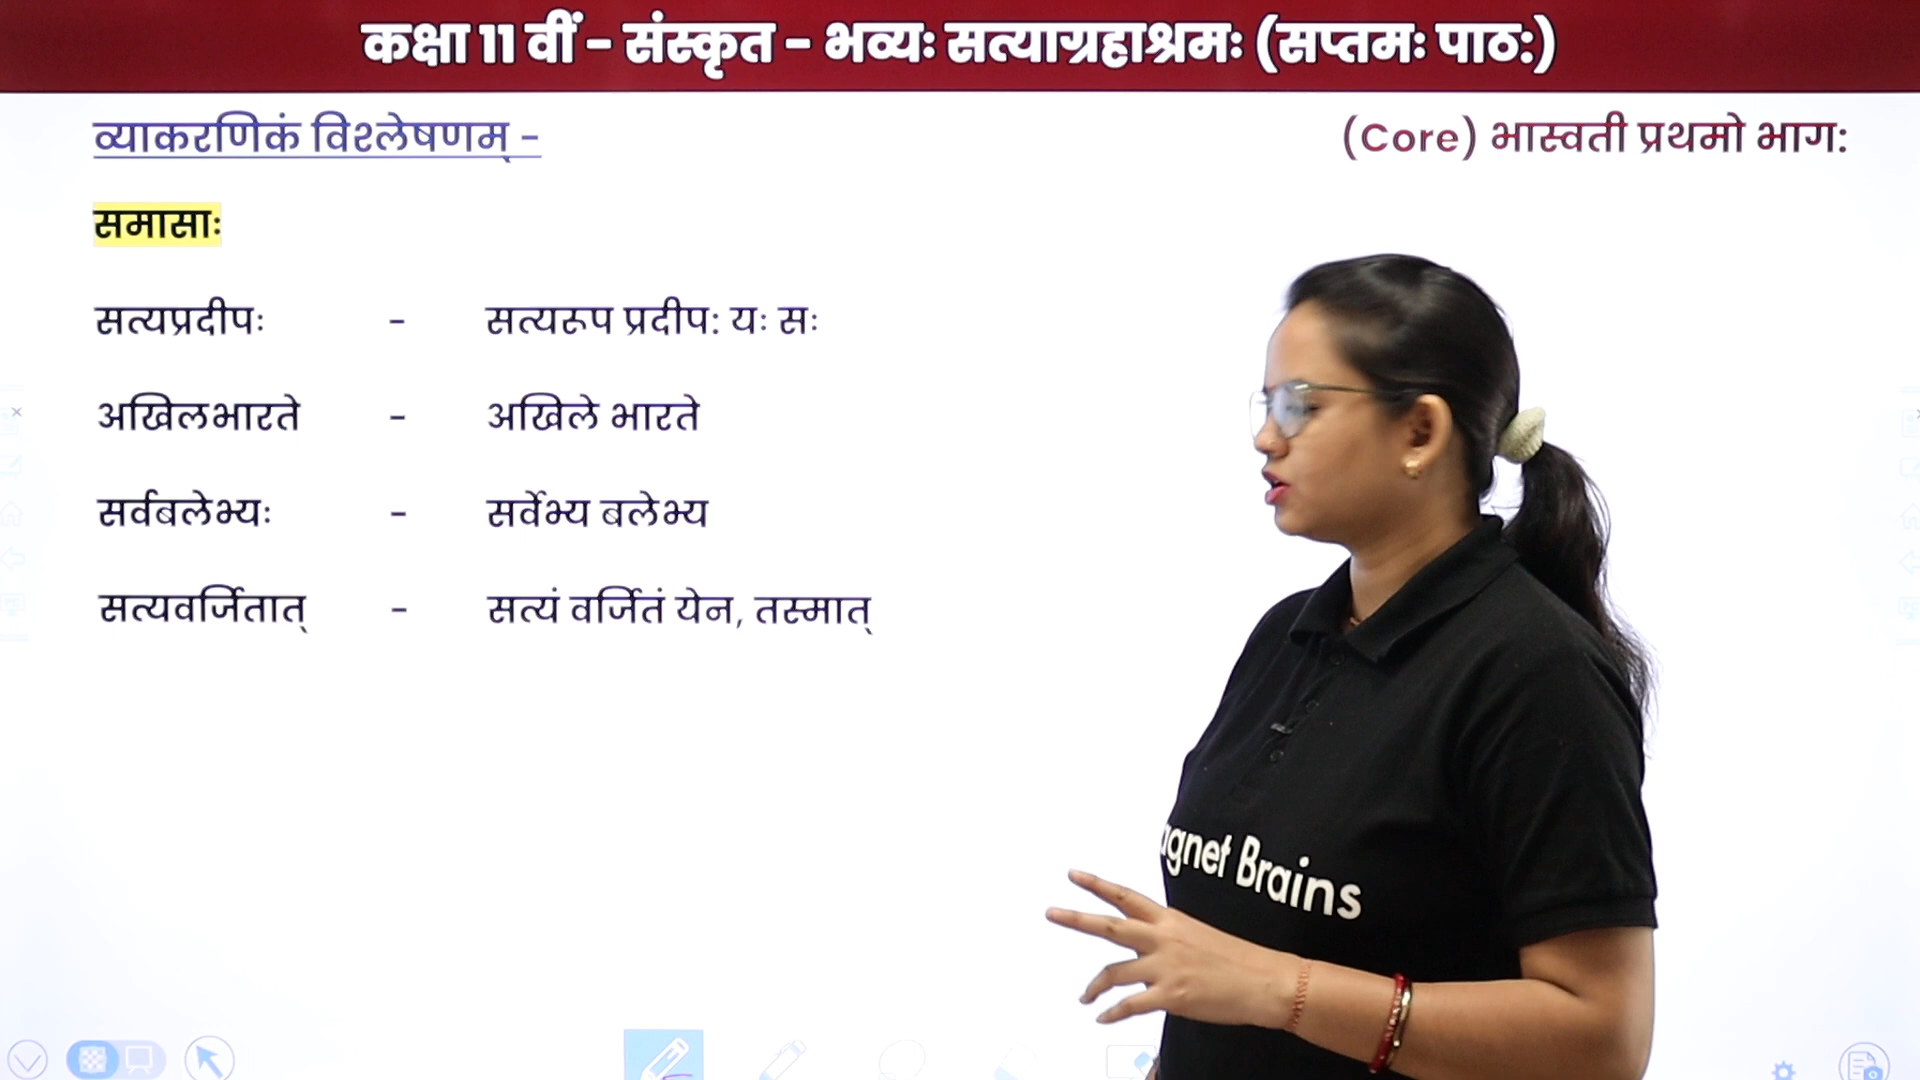 कक्षा 11 वीं - संस्कृत - भव्यः सत्याग्रहाश्रमः (सप्तमः पाठ:)
व्याकरणिकं विश्लेषणम् -
(Core) भास्वती प्रथमो भाग:
समासाः
सत्यप्रदीपः - सत्यरूप प्रदीप: यः सः
अखिलभारते - अखिले भारते
सर्वबलेभ्यः - सर्वेभ्य बलेभ्य
सत्यवर्जितात् - सत्यं वर्जितं येन, तस्मात्
agnet Brains